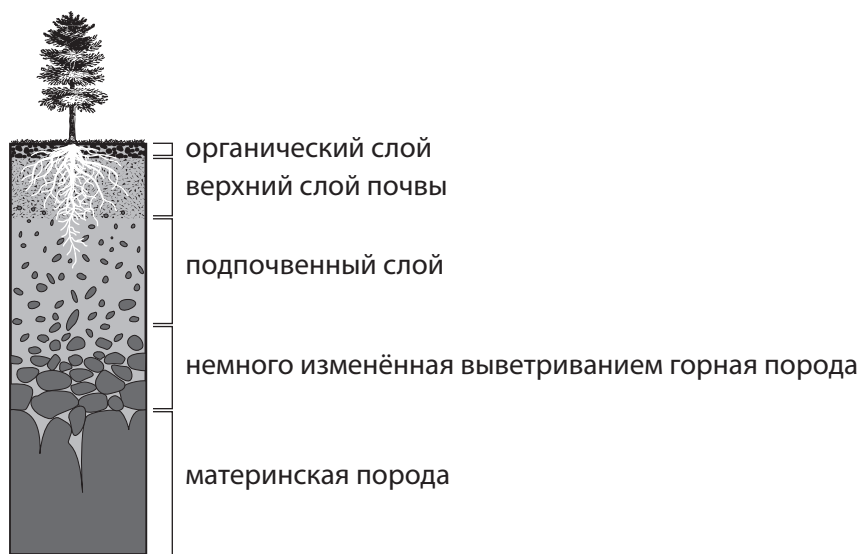 органический слой
верхний слой почвы
подпочвенный слой
немного изменённая выветриванием горная порода
материнская порода